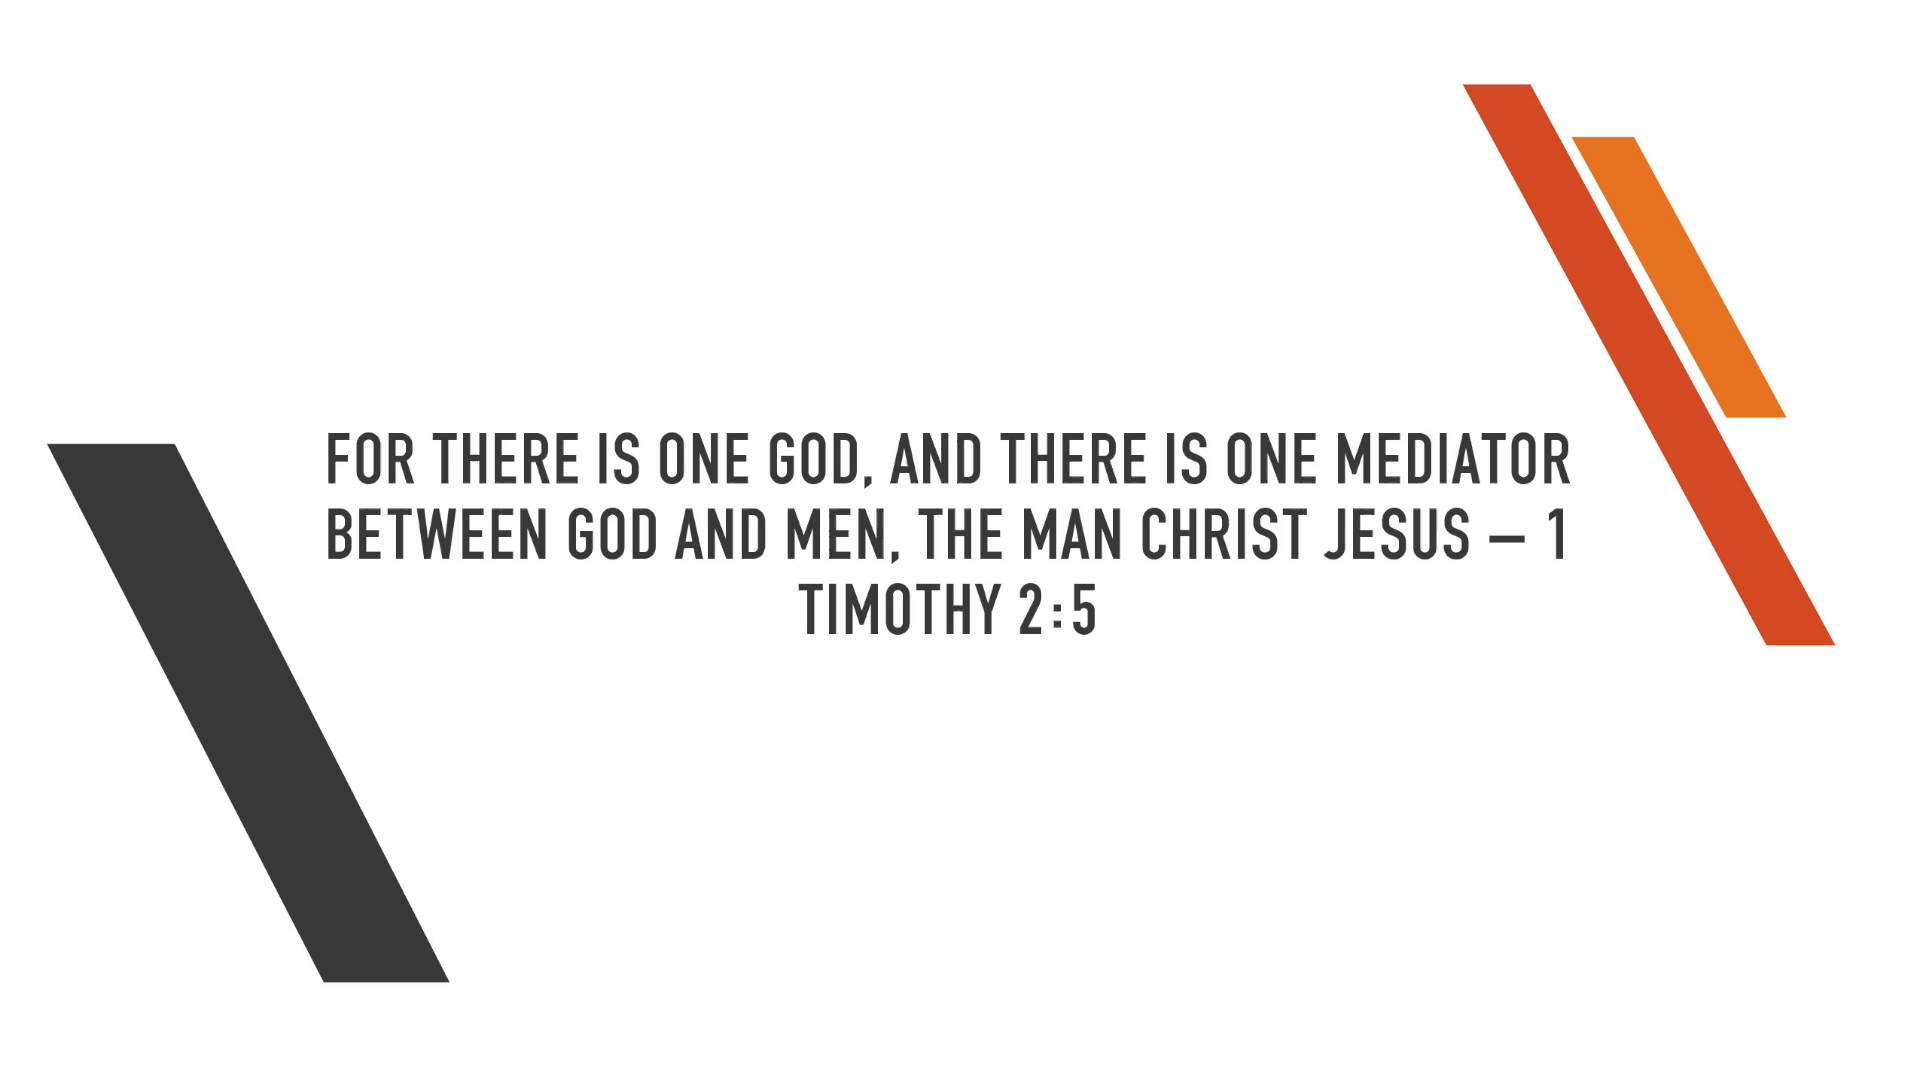 FOR THERE IS ONE GOD, AND THERE IS ONE MEDIATOR
BETWEEN GOD AND MEN, THE MAN CHRIST JESUS – 1
TIMOTHY 2:5